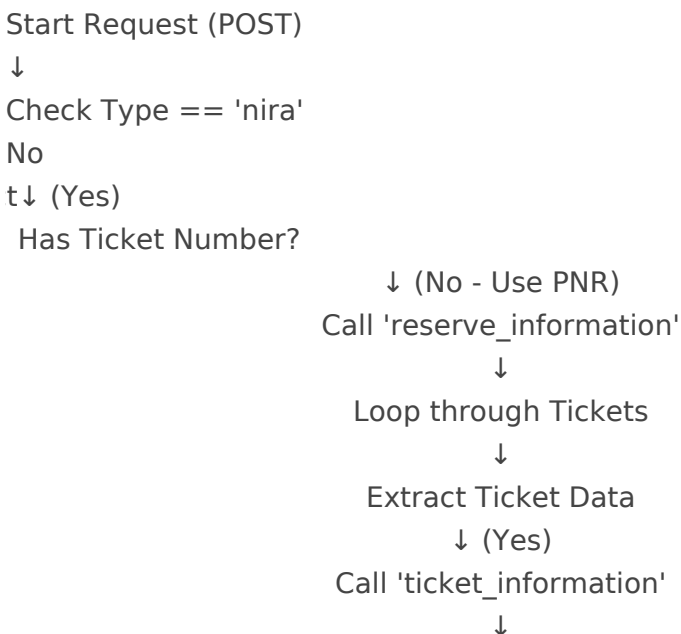 Start Request (POST)
↓
Check Type == 'nira'
No
t↓ (Yes)
Has Ticket Number?
↓ (No - Use PNR)
Call 'reserve_information'
↓
Loop through Tickets
↓
Extract Ticket Data
↓ (Yes)
Call 'ticket_information'
↓